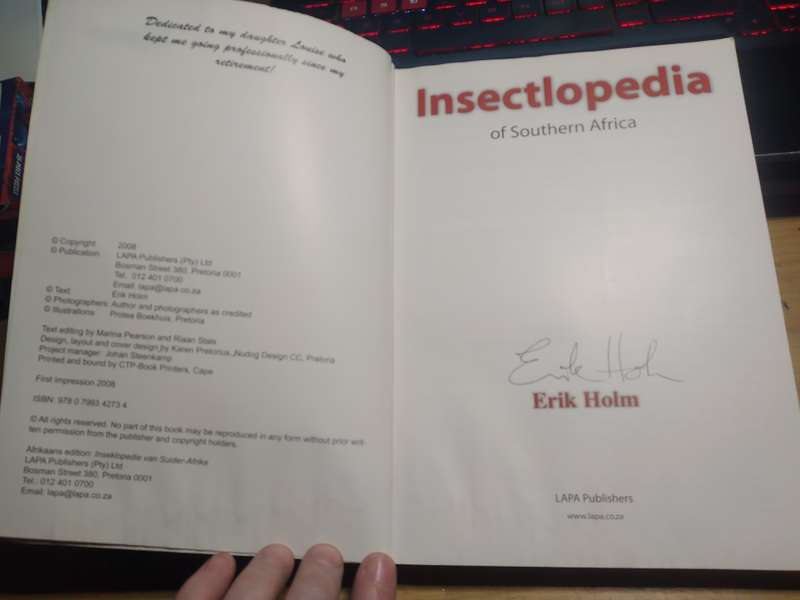 Dedicated to my daughter Louise who
kept me going professionally since my
retirement!
© Copyright 2008
© Publication LAPA Publishers (Pty) Ltd
Bosman Street 380, Pretoria 0001
Tel. 012 401 0700
Email: lapa@lapa.co.za
© Text Erik Holm
© Photographers: Author and photographers as credited
© Illustrations Protea Boekhuis, Pretoria
Text editing by Marina Pearson and Riaan Stals
Design, layout and cover design by Karen Pretorius, Nudog Design CC, Pretoria
Project manager: Johan Steenkamp
Printed and bound by CTP-Book Printers, Cape
First impression 2008
ISBN: 978 0 7993 4273 4
© All rights reserved. No part of this book may be reproduced in any form without prior writ-
ten permission from the publisher and copyright holders.
Afrikaans edition: Inseklopedie van Suider-Afrika
LAPA Publishers (Pty) Ltd
Bosman Street 380, Pretoria 0001
Tel.: 012 401 0700
Email: lapa@lapa.co.za
Insectlopedia
of Southern Africa
Erik Holm
Erik Holm
LAPA Publishers
www.lapa.co.za